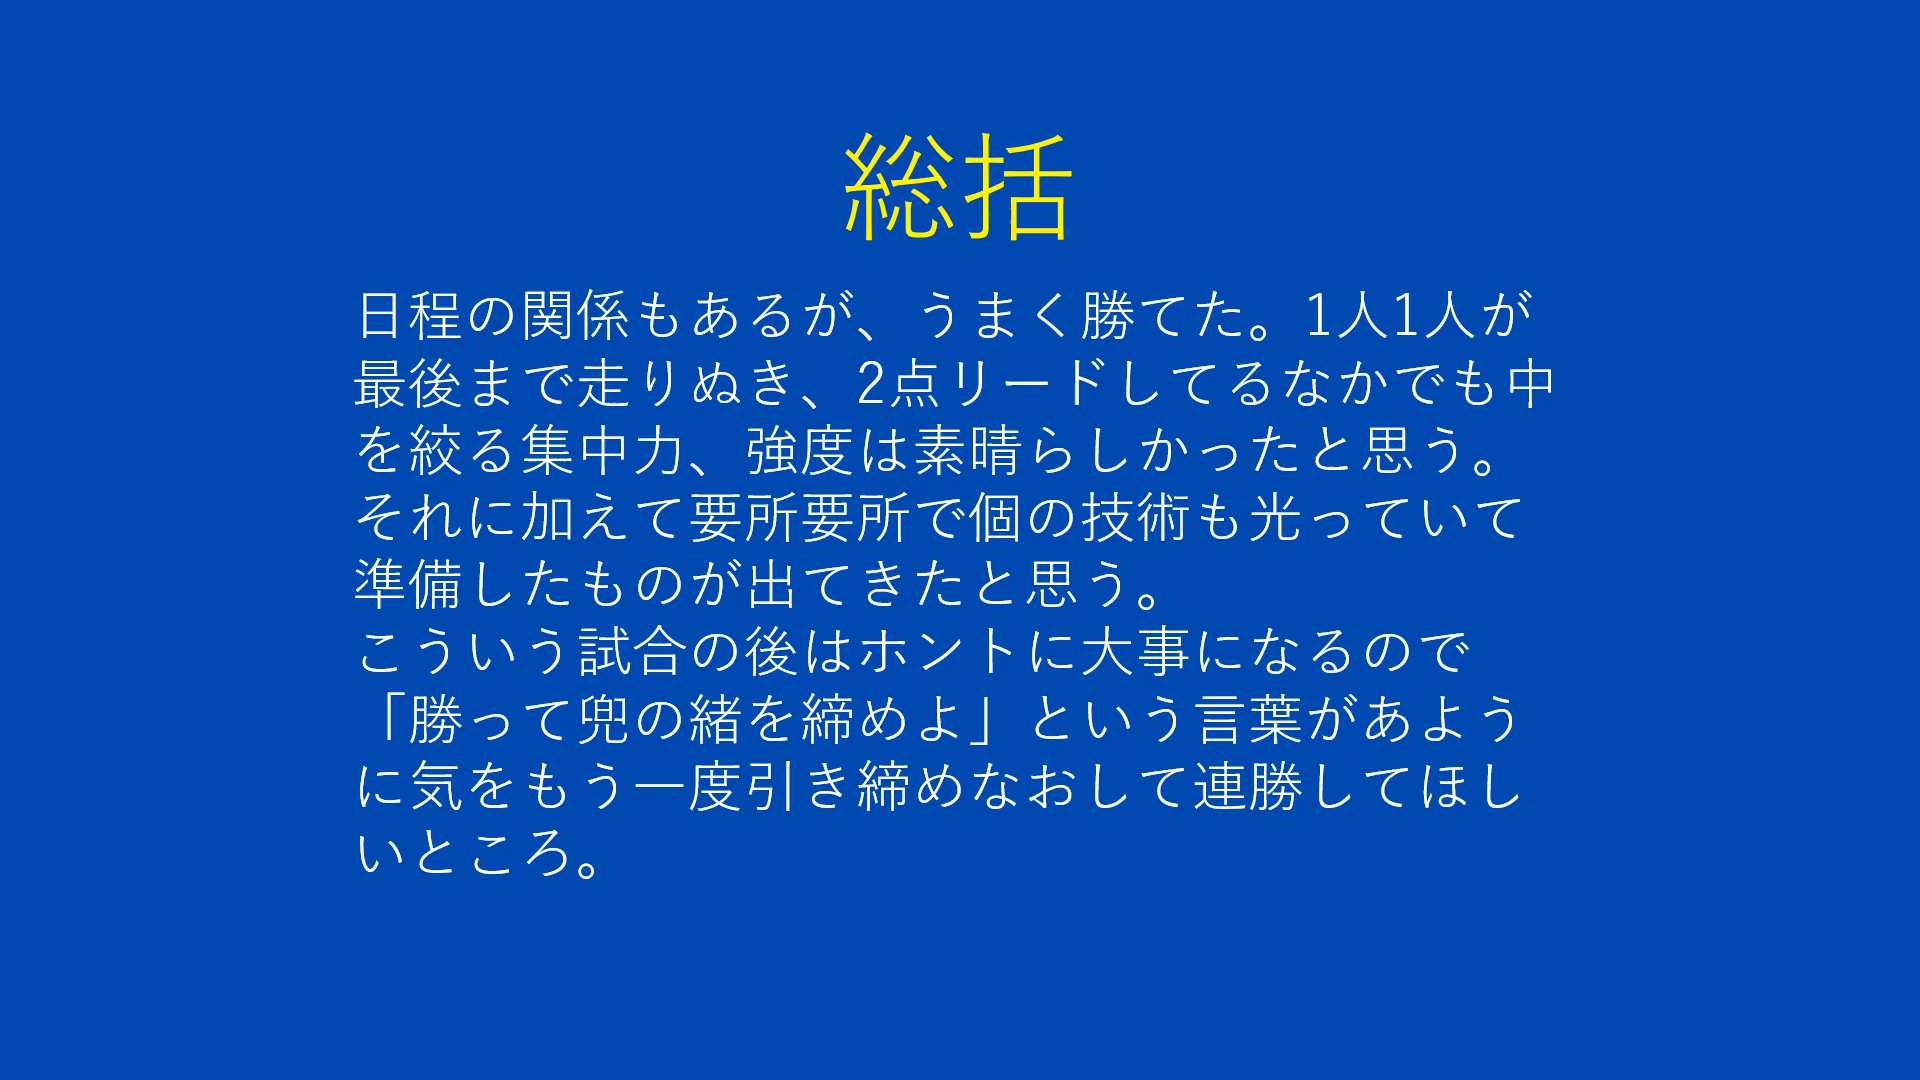 総括
日程の関係もあるが、うまく勝てた。1人1人が
最後まで走りぬき、2点リードしてるなかでも中
を絞る集中力、強度は素晴らしかったと思う。
それに加えて要所要所で個の技術も光っていて
準備したものが出てきたと思う。
こういう試合の後はホントに大事になるので
「勝って兜の緒を締めよ」という言葉があよう
に気をもう一度引き締めなおして連勝してほし
いところ。